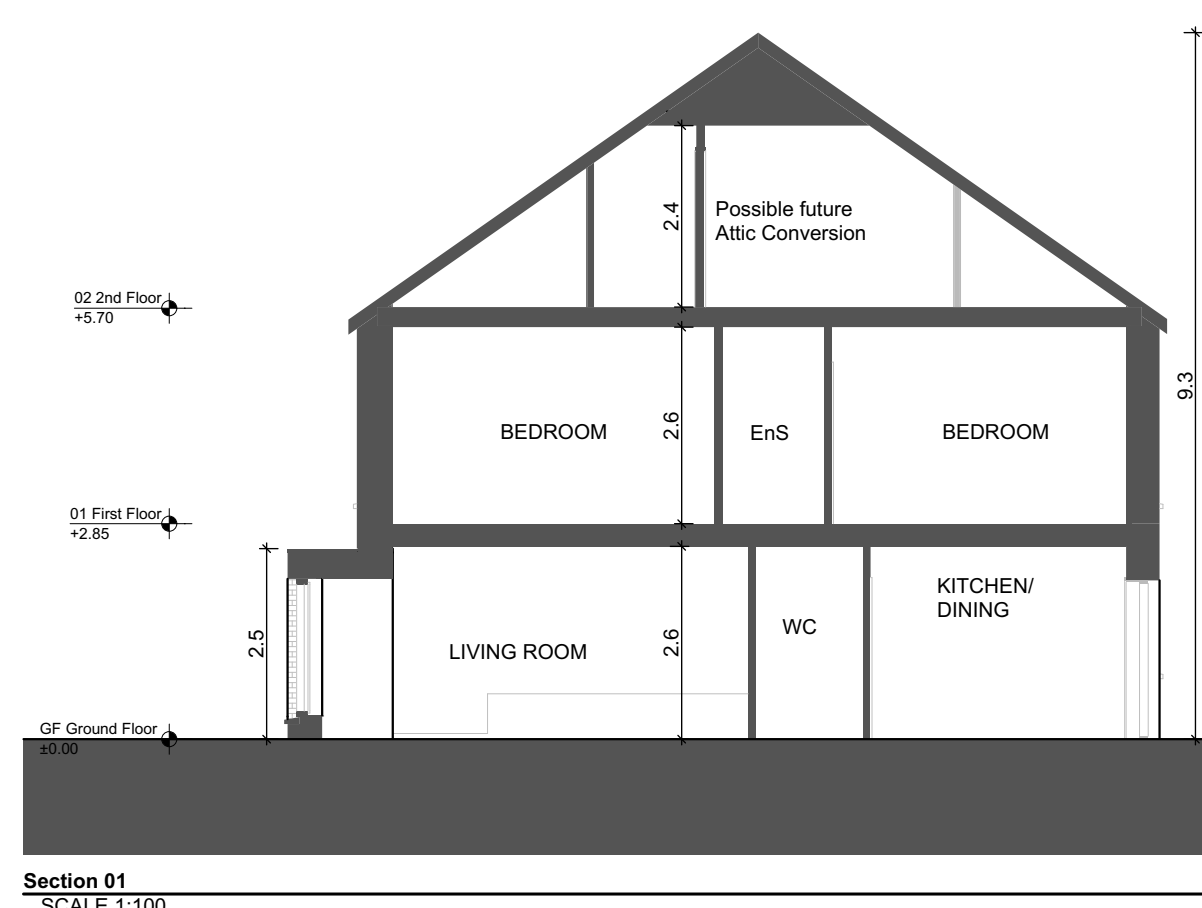 9.3
Possible future
Attic Conversion
2.4
02 2nd Floor
+5.70
BEDROOM
2.6
EnS
BEDROOM
01 First Floor
+2.85
KITCHEN/
DINING
WC
2.5
LIVING ROOM
2.6
GF Ground Floor
±0.00
Section 01
SCALE 1:100